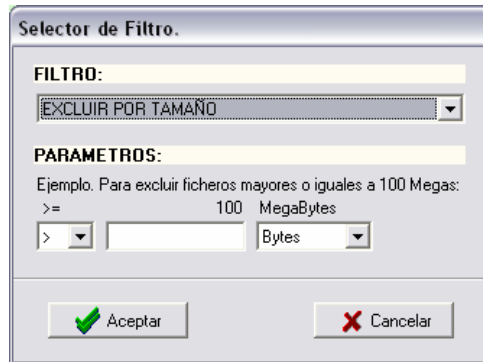 Selector de Filtro.
FILTRO:
EXCLUIR POR TAMAÑO
PARAMETROS:
Ejemplo. Para excluir ficheros mayores o iguales a 100 Megas:
>= 100 MegaBytes
> Bytes
Aceptar Cancelar